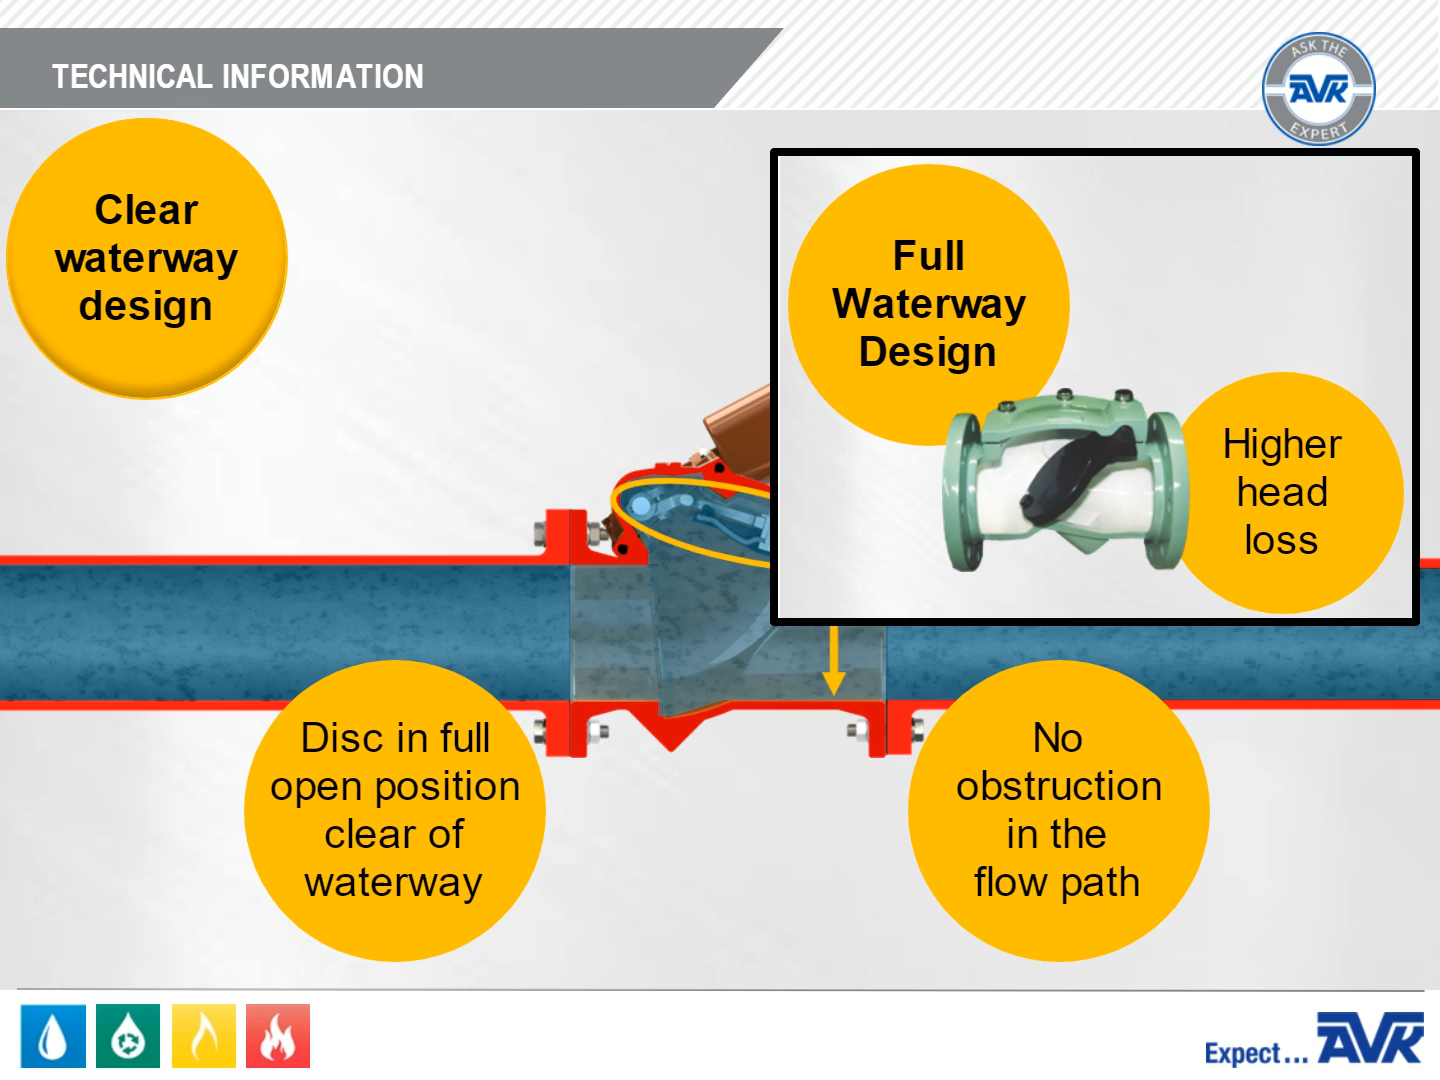 TECHNICAL INFORMATION
ASK THE
AVK
EXPERT
Clear
waterway
design
Full
Waterway
Design
Higher
head
loss
Disc in full
open position
clear of
waterway
No
obstruction
in the
flow path
Expect... AVK